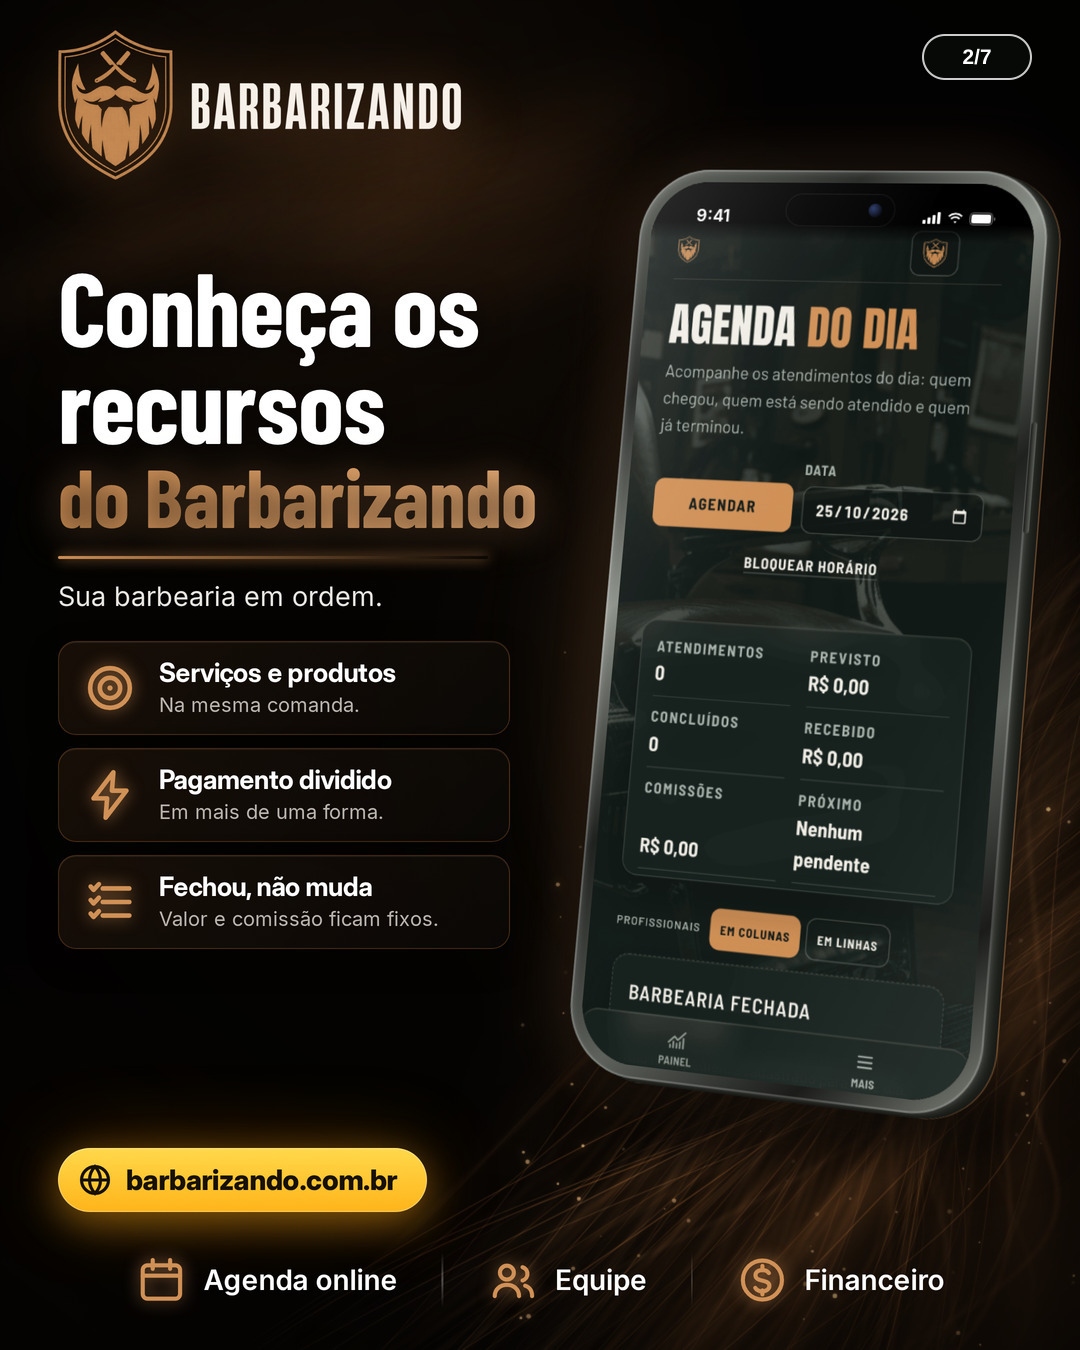 BARBARIZANDO
2/7
Conheça os
recursos
do Barbarizando
Sua barbearia em ordem.
Serviços e produtos
Na mesma comanda.
Pagamento dividido
Em mais de uma forma.
Fechou, não muda
Valor e comissão ficam fixos.
9:41
AGENDA DO DIA
Acompanhe os atendimentos do dia: quem
chegou, quem está sendo atendido e quem
já terminou.
DATA
AGENDAR
25/10/2026
BLOQUEAR HORÁRIO
ATENDIMENTOS
0
PREVISTO
R$ 0,00
CONCLUÍDOS
0
RECEBIDO
R$ 0,00
COMISSÕES
R$ 0,00
PRÓXIMO
Nenhum
pendente
PROFISSIONAIS
EM COLUNAS
EM LINHAS
BARBEARIA FECHADA
PAINEL
MAIS
barbarizando.com.br
Agenda online
Equipe
Financeiro